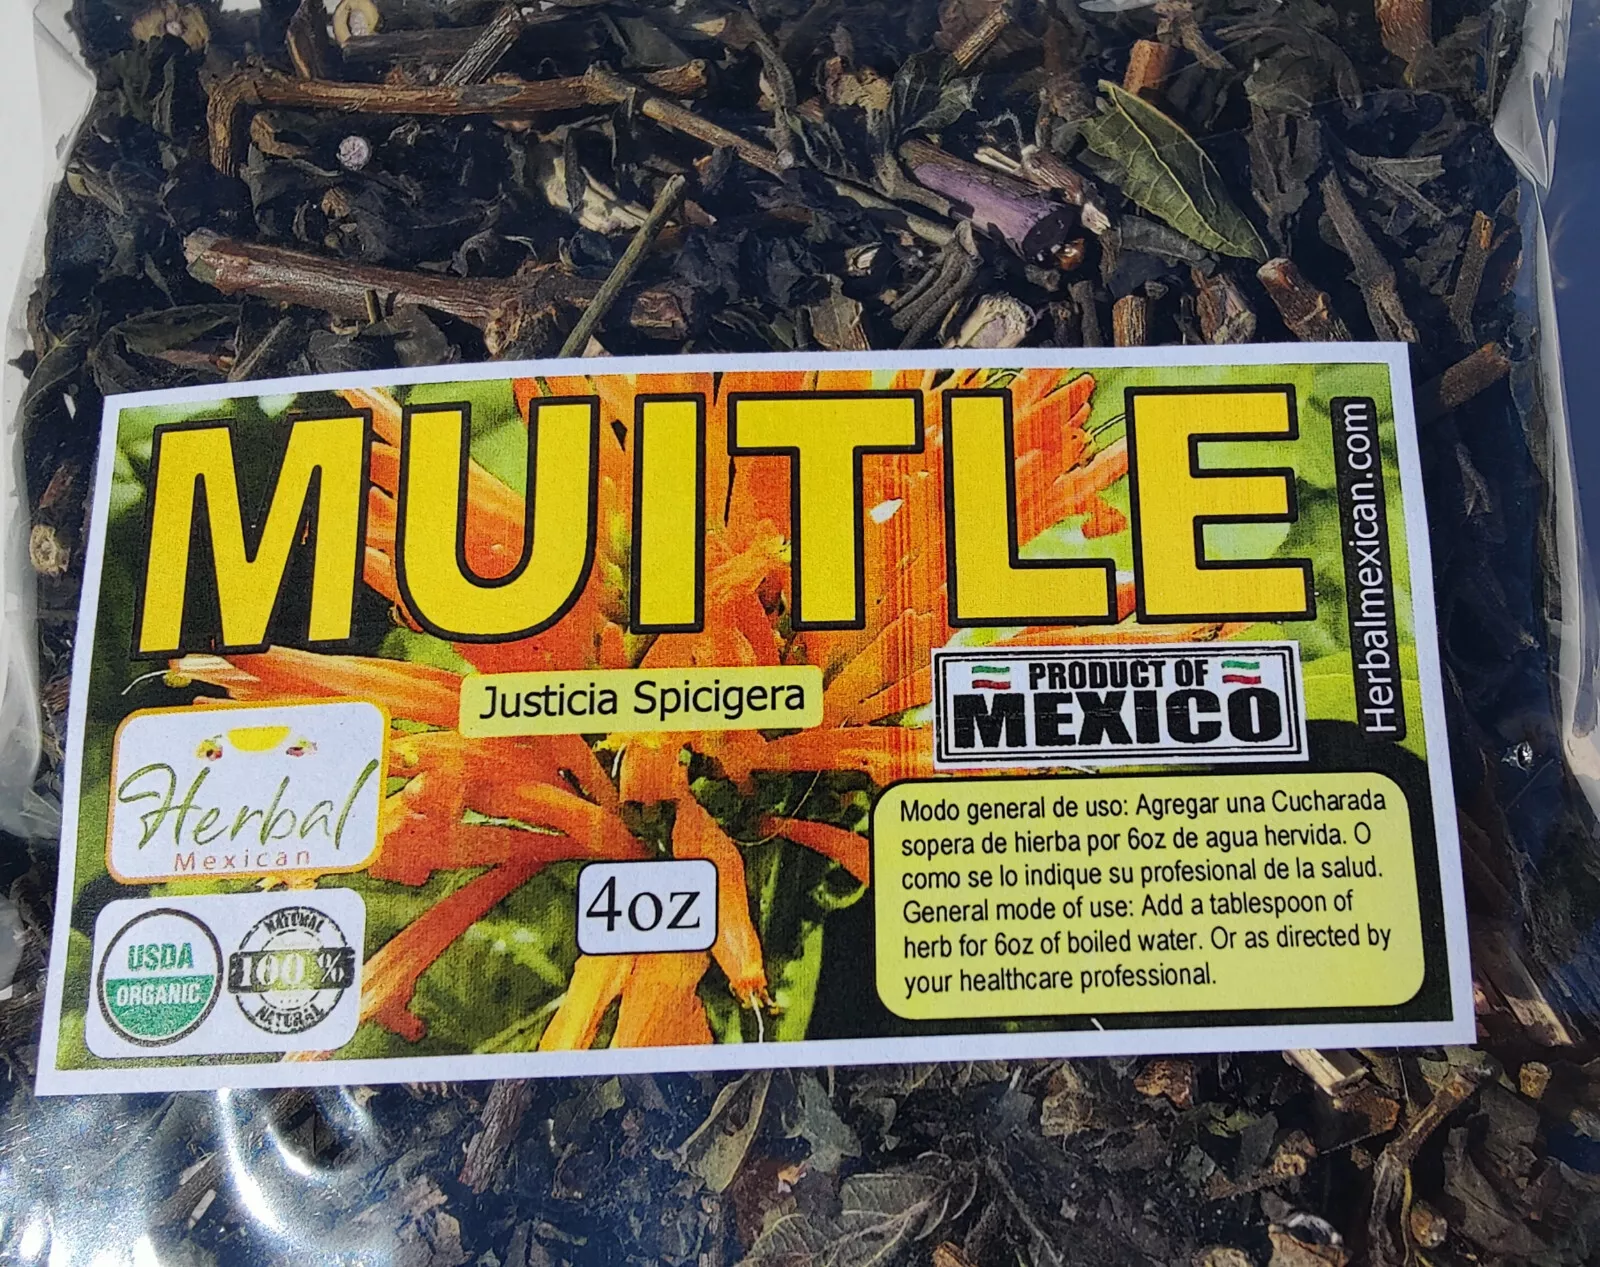 MUITLE
Herbalmexican.com
Justicia Spicigera
PRODUCT OF
MEXICO
Herbal
Mexican
4oz
Modo general de uso: Agregar una Cucharada
sopera de hierba por 6oz de agua hervida. O
como se lo indique su profesional de la salud.
General mode of use: Add a tablespoon of
herb for 6oz of boiled water. Or as directed by
your healthcare professional.
USDA
ORGANIC
NATURAL
100 %
NATURAL